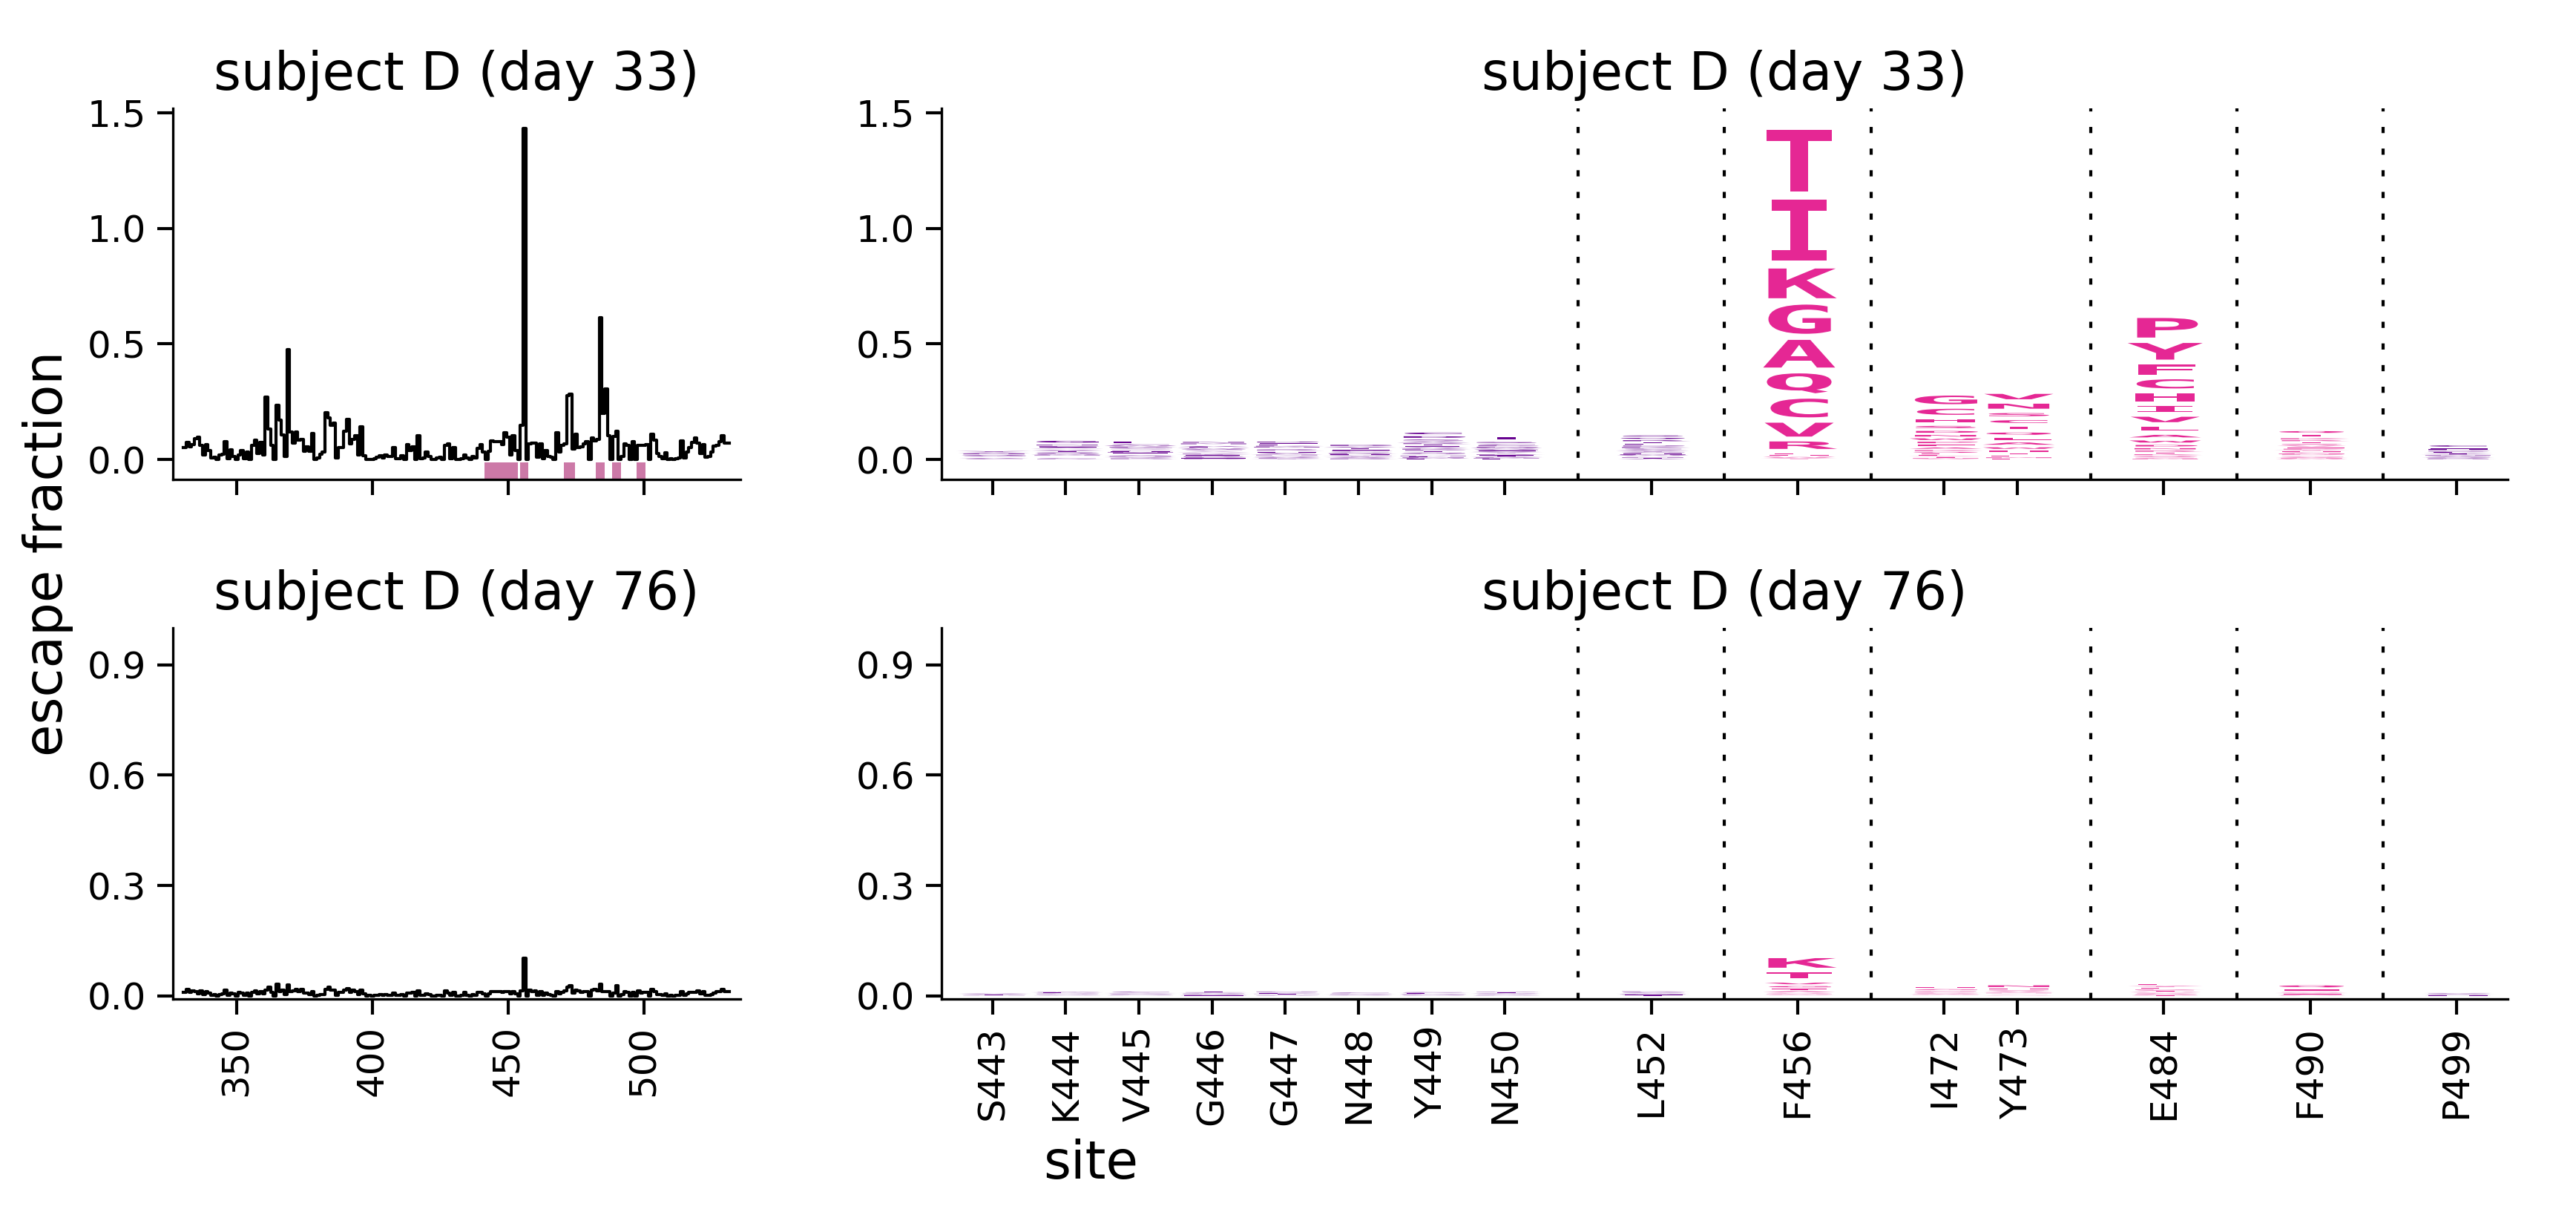 subject D (day 33)
subject D (day 33)
escape fraction
1.5
1.0
0.5
0.0
1.5
1.0
0.5
0.0
T
I
K
G
A
Q
C
V
R
G
C
H
V
N
P
Y
F
C
H
I
V
L
subject D (day 76)
subject D (day 76)
0.9
0.6
0.3
0.0
0.9
0.6
0.3
0.0
K
T
350 400 450 500
S443 K444 V445 G446 G447 N448 Y449 N450 L452 F456 I472 Y473 E484 F490 P499
site